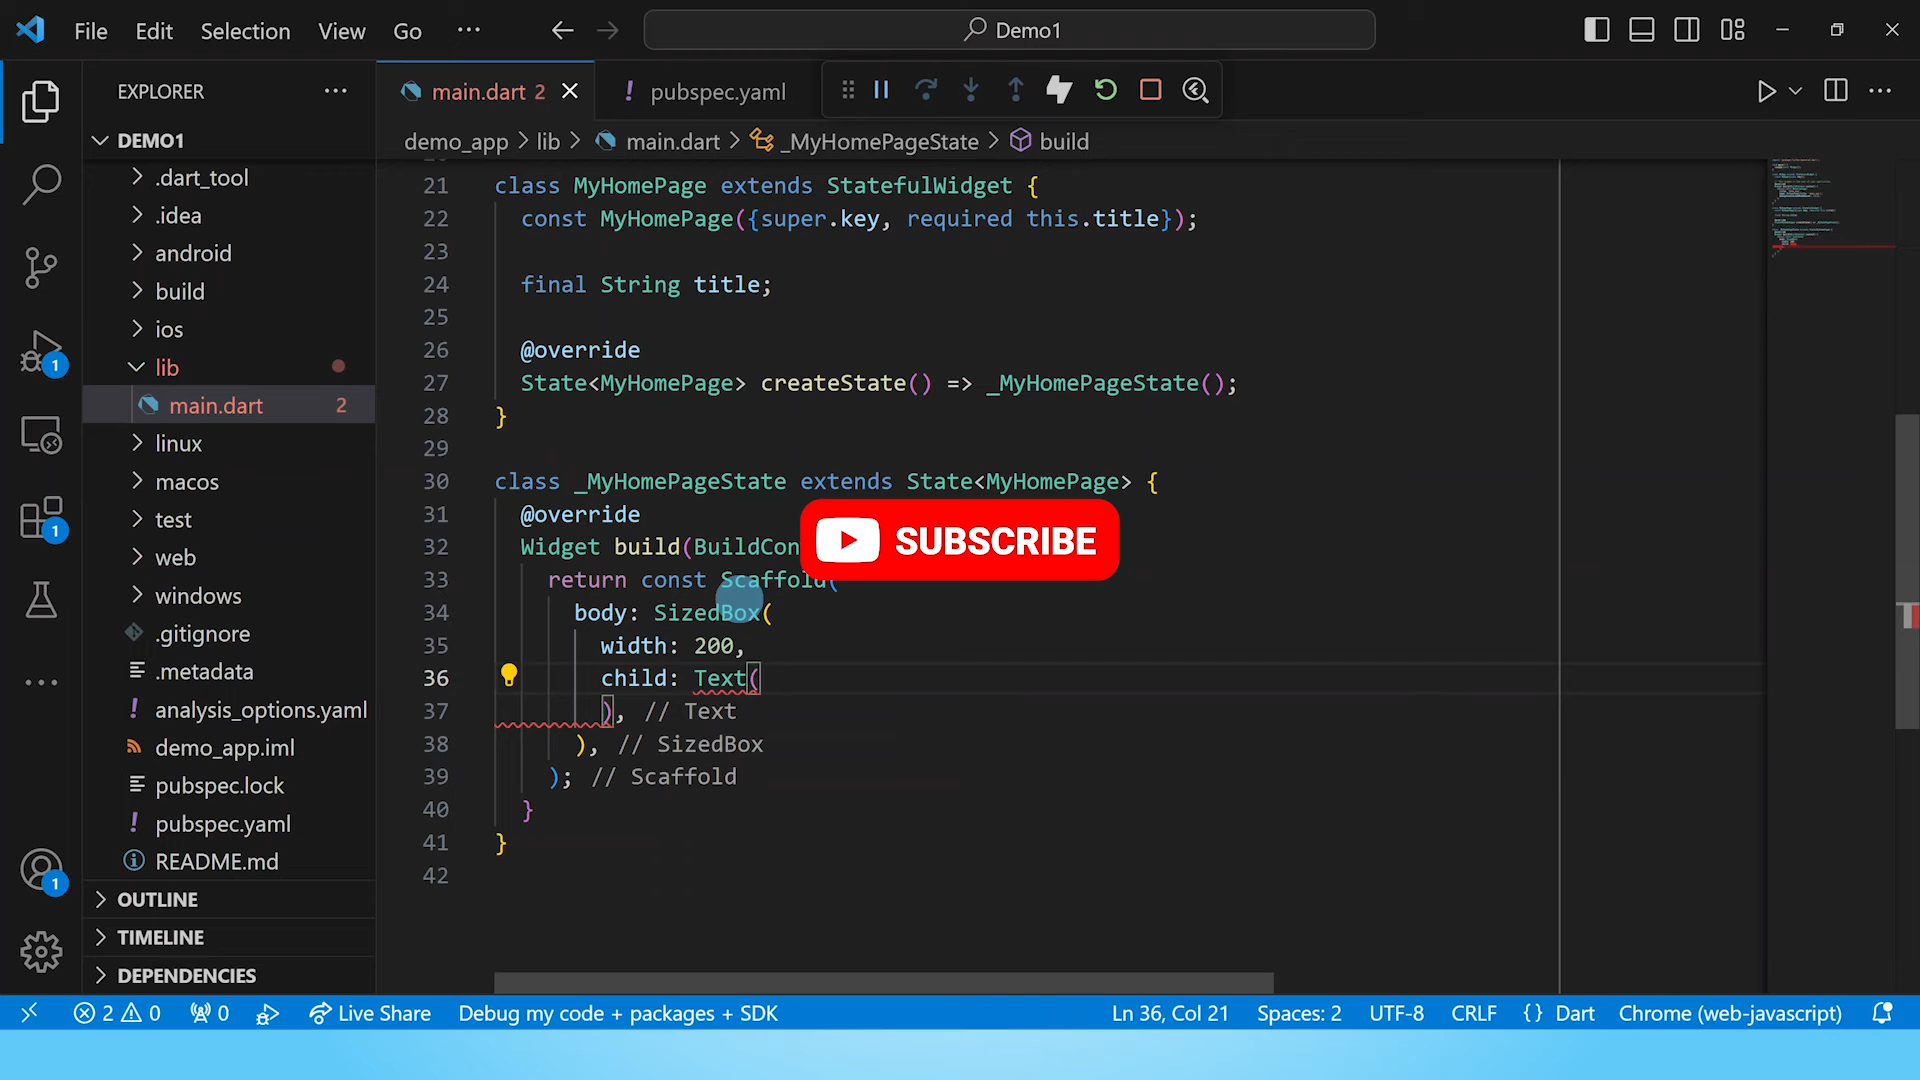 File Edit Selection View Go ··· Demo1
EXPLORER ···
main.dart 2
! pubspec.yaml
demo_app > lib > main.dart > _MyHomePageState > build
DEMO1
.dart_tool
.idea
android
build
ios
lib
main.dart 2
linux
macos
test
web
windows
.gitignore
.metadata
! analysis_options.yaml
demo_app.iml
pubspec.lock
! pubspec.yaml
README.md
OUTLINE
TIMELINE
DEPENDENCIES
1
1
1
21 class MyHomePage extends StatefulWidget {
22 const MyHomePage({super.key, required this.title});
23
24 final String title;
25
26 @override
27 State<MyHomePage> createState() => _MyHomePageState();
28 }
29
30 class _MyHomePageState extends State<MyHomePage> {
31 @override
32 Widget build(BuildCon
33 return const Scaffold(
34 body: SizedBox(
35 width: 200,
36 child: Text(
37 ), // Text
38 ), // SizedBox
39 ); // Scaffold
40 }
41 }
42
SUBSCRIBE
2 0 0 Live Share Debug my code + packages + SDK Ln 36, Col 21 Spaces: 2 UTF-8 CRLF {} Dart Chrome (web-javascript)